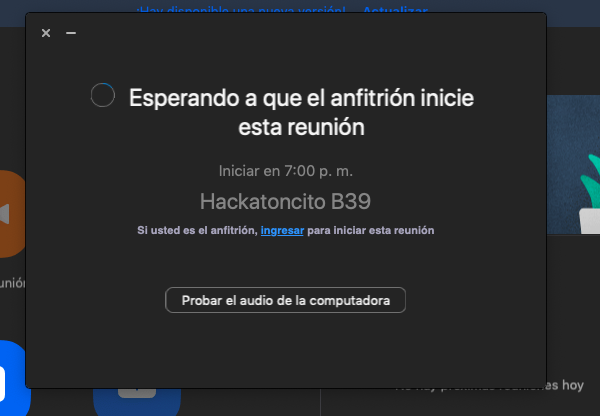 ¡Hay disponible una nueva versión! Actualizar
Esperando a que el anfitrión inicie
esta reunión
Iniciar en 7:00 p. m.
Hackatoncito B39
Si usted es el anfitrión, ingresar para iniciar esta reunión
unión
Probar el audio de la computadora
No hay próximas reuniones hoy